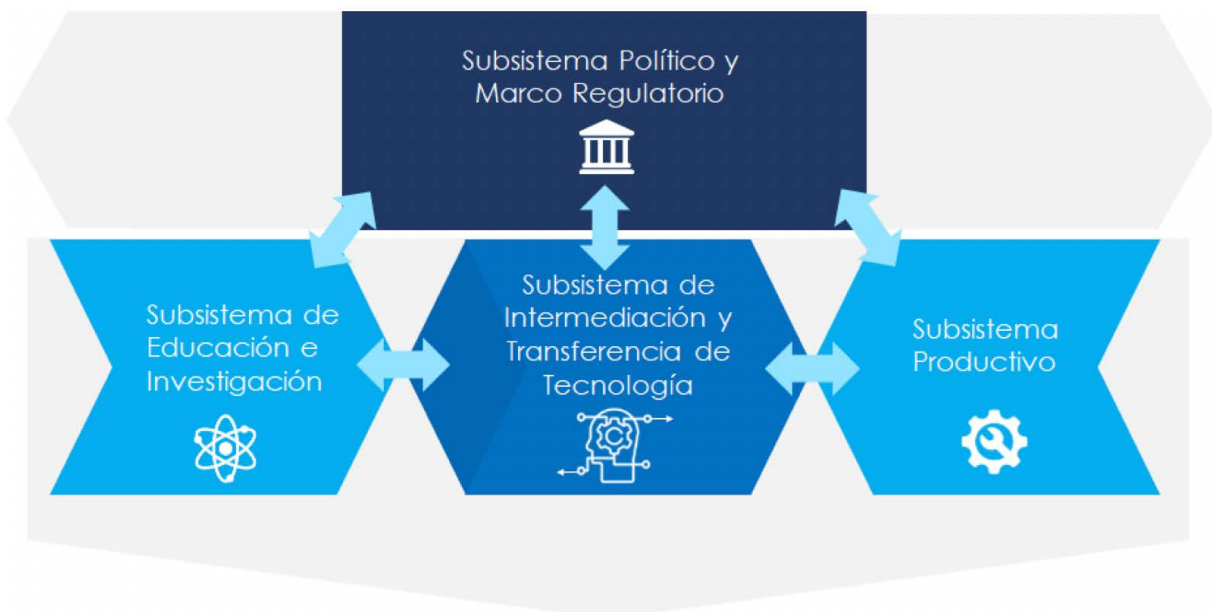 Subsistema Político y
Marco Regulatorio
Subsistema de
Educación e
Investigación
Subsistema de
Intermediación y
Transferencia de
Tecnología
Subsistema
Productivo